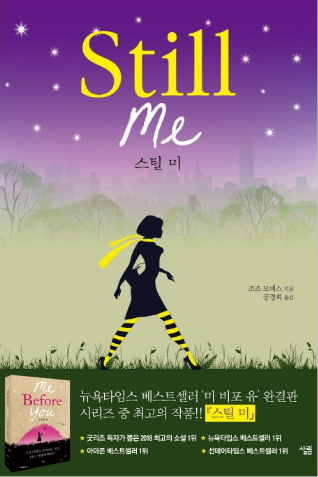 Still
Me
스틸 미
조조 모예스 지음
공경희 옮김
Me
Before
You
뉴욕타임스 베스트셀러 '미 비포 유' 완결판
시리즈 중 최고의 작품!! 『스틸 미』
★ 굿리즈 독자가 뽑은 2018 최고의 소설 1위 ★ 뉴욕타임스 베스트셀러 1위
★ 아마존 베스트셀러 1위 ★ 선데이타임스 베스트셀러 1위
살림